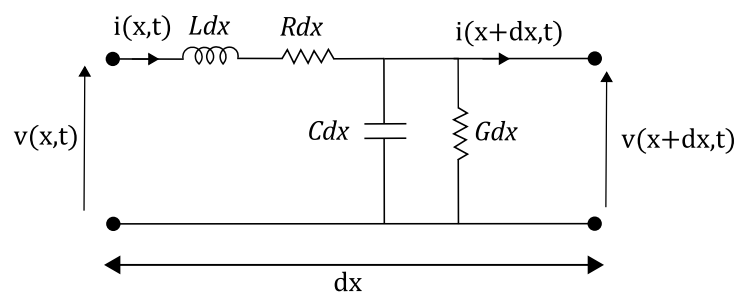 i(x,t)
Ldx
Rdx
i(x+dx,t)
v(x,t)
Cdx
Gdx
v(x+dx,t)
dx